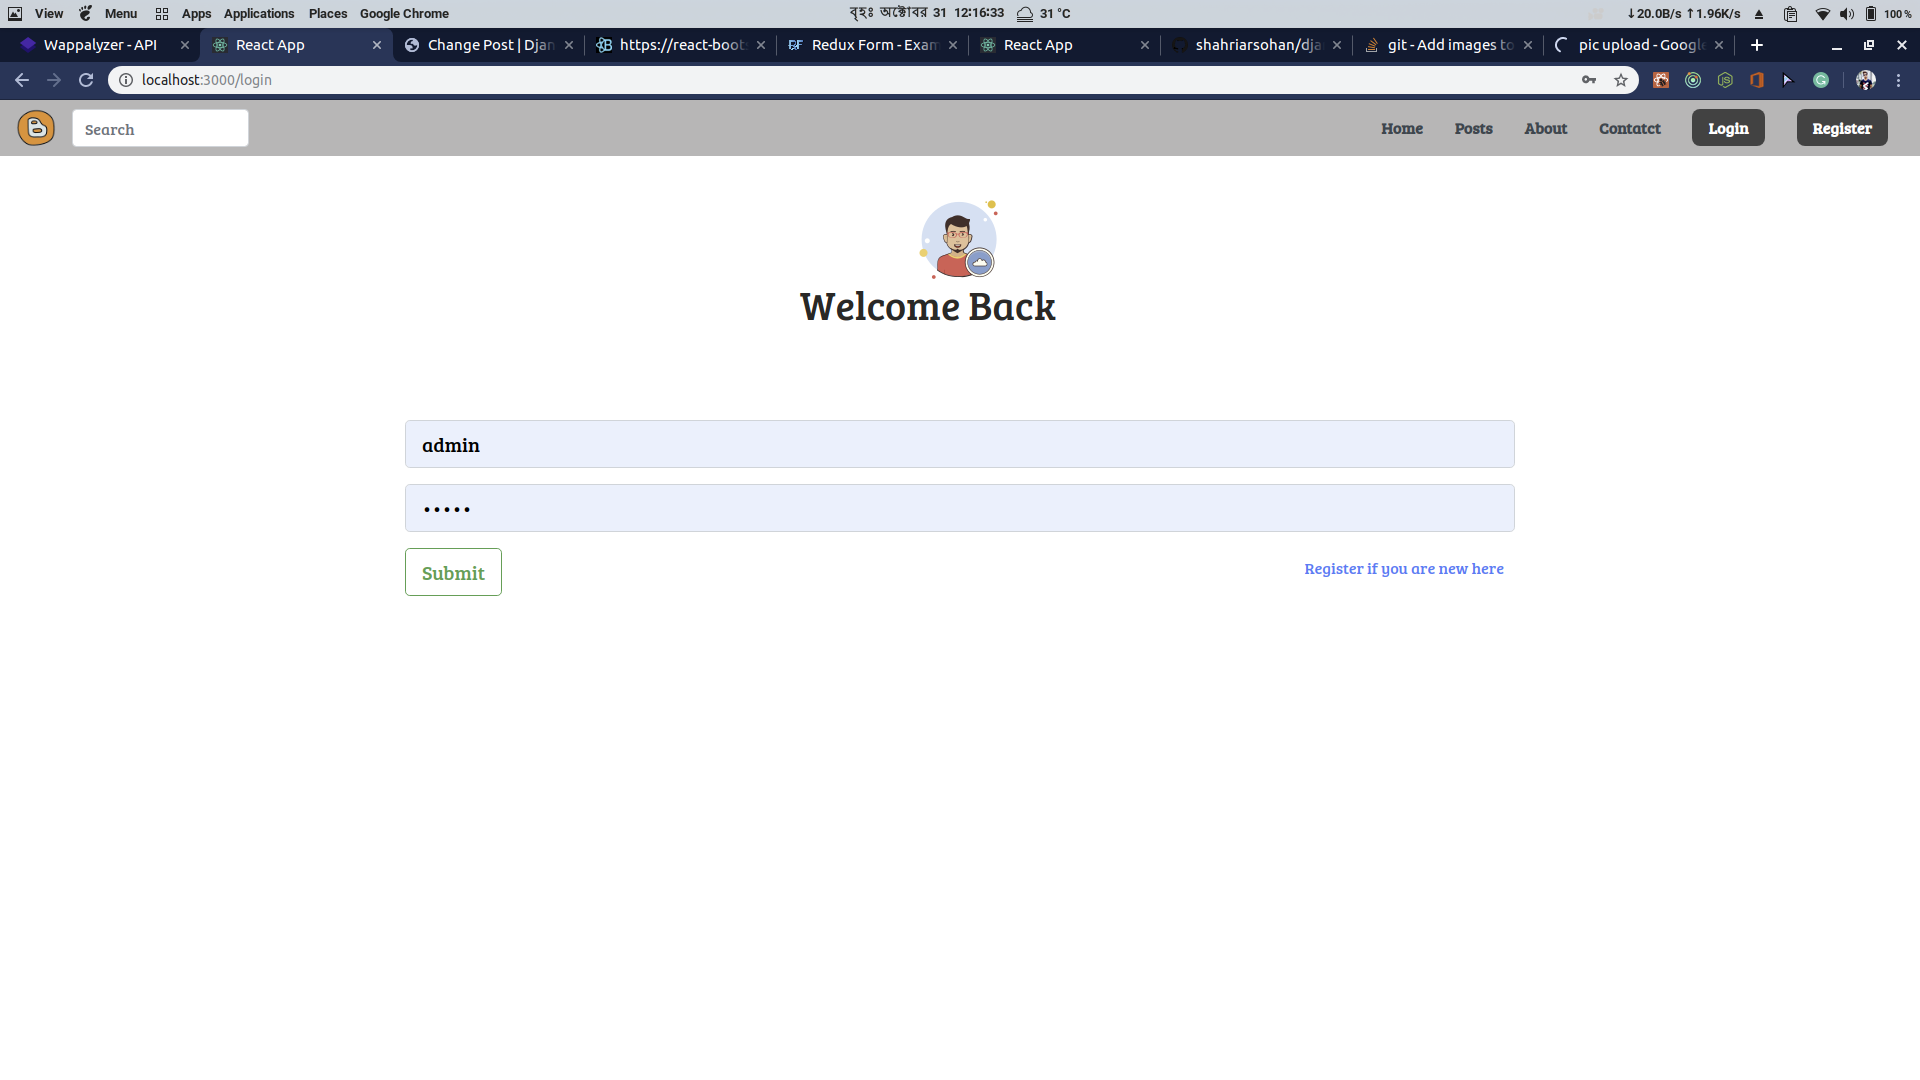 View Menu Apps Applications Places Google Chrome বৃহঃ অক্টোবর 31 12:16:33 31 °C ↓20.0B/s ↑1.96K/s 100 %
Wappalyzer - API React App Change Post | Djan https://react-boots Redux Form - Exam React App shahriarsohan/dja git - Add images to pic upload - Google
localhost:3000/login
Search Home Posts About Contatct Login Register
Welcome Back
admin
•••••
Submit Register if you are new here